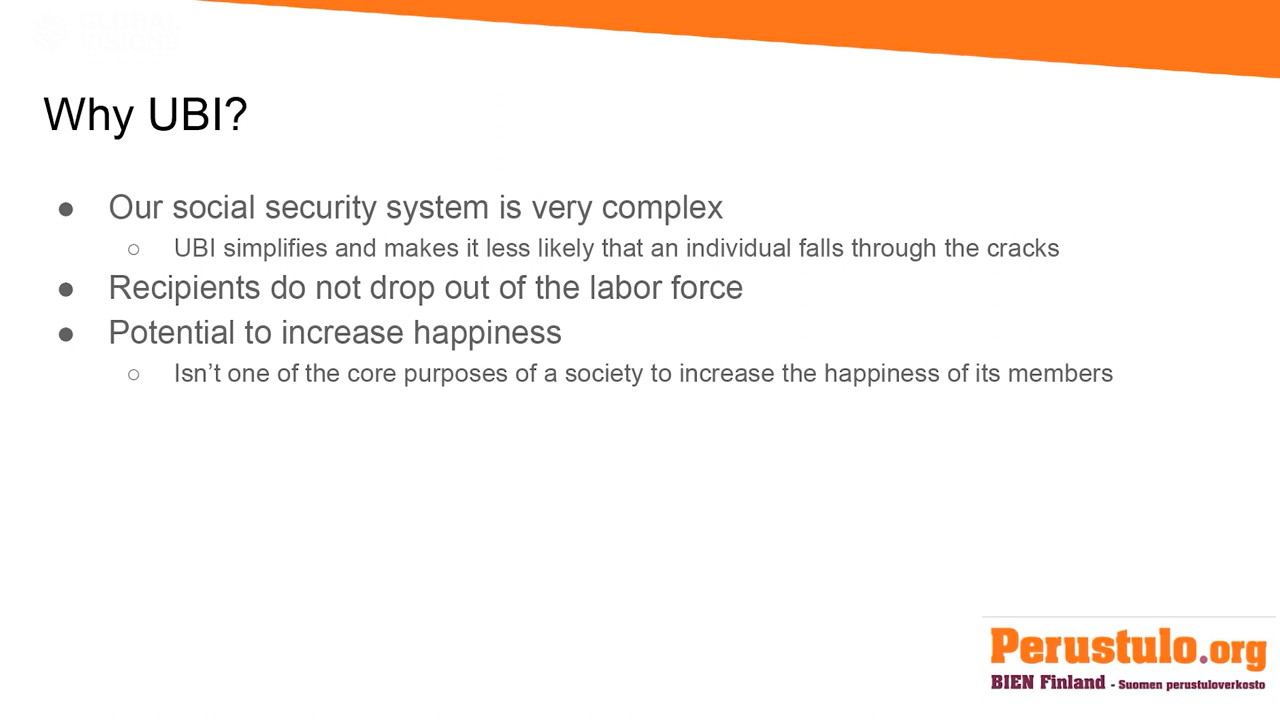 GLOBAL
VISIONS
Why UBI?
● Our social security system is very complex
○ UBI simplifies and makes it less likely that an individual falls through the cracks
● Recipients do not drop out of the labor force
● Potential to increase happiness
○ Isn’t one of the core purposes of a society to increase the happiness of its members
Perustulo.org
BIEN Finland - Suomen perustuloverkosto